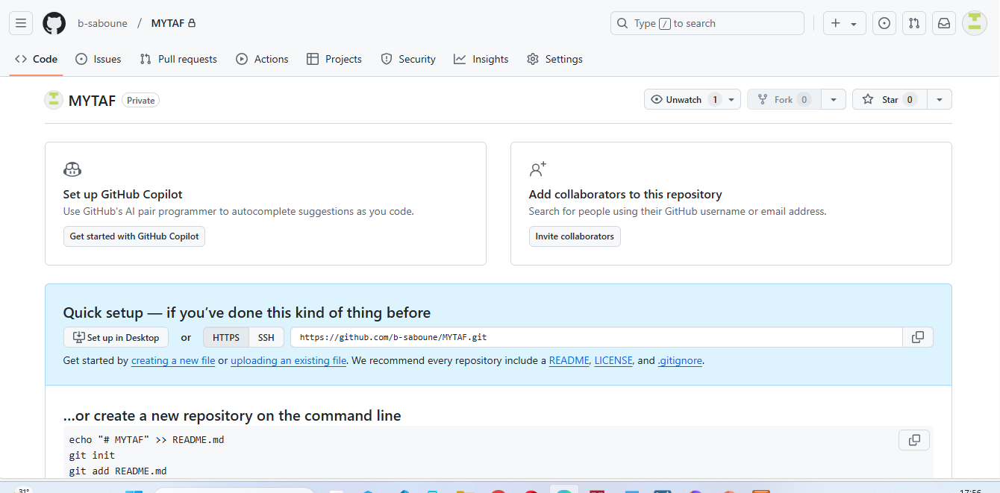 b-saboune / MYTAF
Type / to search
Code Issues Pull requests Actions Projects Security Insights Settings
MYTAF Private
Unwatch 1 Fork 0 Star 0
Set up GitHub Copilot
Use GitHub's AI pair programmer to autocomplete suggestions as you code.
Get started with GitHub Copilot
Add collaborators to this repository
Search for people using their GitHub username or email address.
Invite collaborators
Quick setup — if you’ve done this kind of thing before
Set up in Desktop or HTTPS SSH https://github.com/b-saboune/MYTAF.git
Get started by creating a new file or uploading an existing file. We recommend every repository include a README, LICENSE, and .gitignore.
…or create a new repository on the command line
echo "# MYTAF" >> README.md
git init
git add README.md
31°
17:56